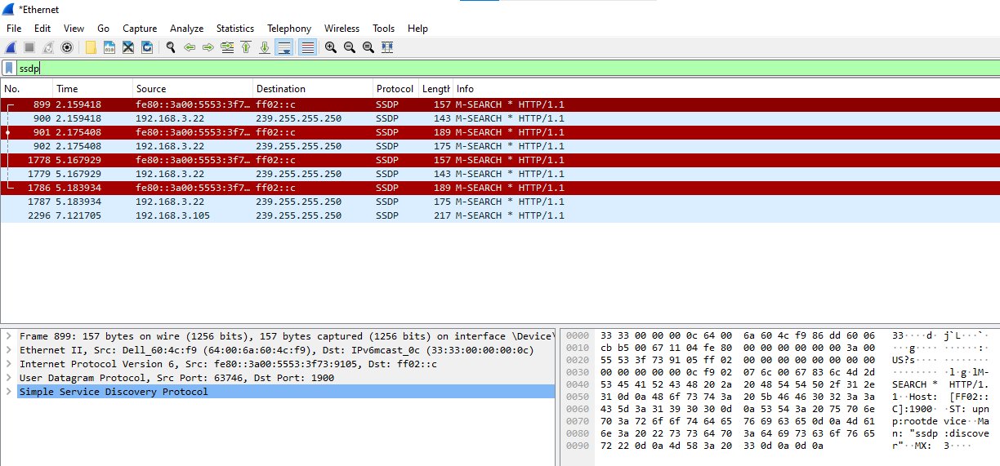 *Ethernet
File Edit View Go Capture Analyze Statistics Telephony Wireless Tools Help
ssdp
No. Time Source Destination Protocol Length Info
899 2.159418 fe80::3a00:5553:3f7… ff02::c SSDP 157 M-SEARCH * HTTP/1.1
900 2.159418 192.168.3.22 239.255.255.250 SSDP 143 M-SEARCH * HTTP/1.1
901 2.175408 fe80::3a00:5553:3f7… ff02::c SSDP 189 M-SEARCH * HTTP/1.1
902 2.175408 192.168.3.22 239.255.255.250 SSDP 175 M-SEARCH * HTTP/1.1
1778 5.167929 fe80::3a00:5553:3f7… ff02::c SSDP 157 M-SEARCH * HTTP/1.1
1779 5.167929 192.168.3.22 239.255.255.250 SSDP 143 M-SEARCH * HTTP/1.1
1786 5.183934 fe80::3a00:5553:3f7… ff02::c SSDP 189 M-SEARCH * HTTP/1.1
1787 5.183934 192.168.3.22 239.255.255.250 SSDP 175 M-SEARCH * HTTP/1.1
2296 7.121705 192.168.3.105 239.255.255.250 SSDP 217 M-SEARCH * HTTP/1.1
Frame 899: 157 bytes on wire (1256 bits), 157 bytes captured (1256 bits) on interface \Device\
Ethernet II, Src: Dell_60:4c:f9 (64:00:6a:60:4c:f9), Dst: IPv6mcast_0c (33:33:00:00:00:0c)
Internet Protocol Version 6, Src: fe80::3a00:5553:3f73:9105, Dst: ff02::c
User Datagram Protocol, Src Port: 63746, Dst Port: 1900
Simple Service Discovery Protocol
0000 33 33 00 00 00 0c 64 00 6a 60 4c f9 86 dd 60 06 33····d· j`L···`·
0010 cb b5 00 67 11 04 fe 80 00 00 00 00 00 00 3a 00 ···g···· ······:·
0020 55 53 3f 73 91 05 ff 02 00 00 00 00 00 00 00 00 US?s···· ········
0030 00 00 00 00 00 0c f9 02 07 6c 00 67 83 6c 4d 2d ········ ·l·g·lM-
0040 53 45 41 52 43 48 20 2a 20 48 54 54 50 2f 31 2e SEARCH * HTTP/1.
0050 31 0d 0a 48 6f 73 74 3a 20 5b 46 46 30 32 3a 3a 1··Host: [FF02::
0060 43 5d 3a 31 39 30 30 0d 0a 53 54 3a 20 75 70 6e C]:1900· ·ST: upn
0070 70 3a 72 6f 6f 74 64 65 76 69 63 65 0d 0a 4d 61 p:rootde vice··Ma
0080 6e 3a 20 22 73 73 64 70 3a 64 69 73 63 6f 76 65 n: "ssdp :discove
0090 72 22 0d 0a 4d 58 3a 20 33 0d 0a 0d 0a r"··MX: 3····